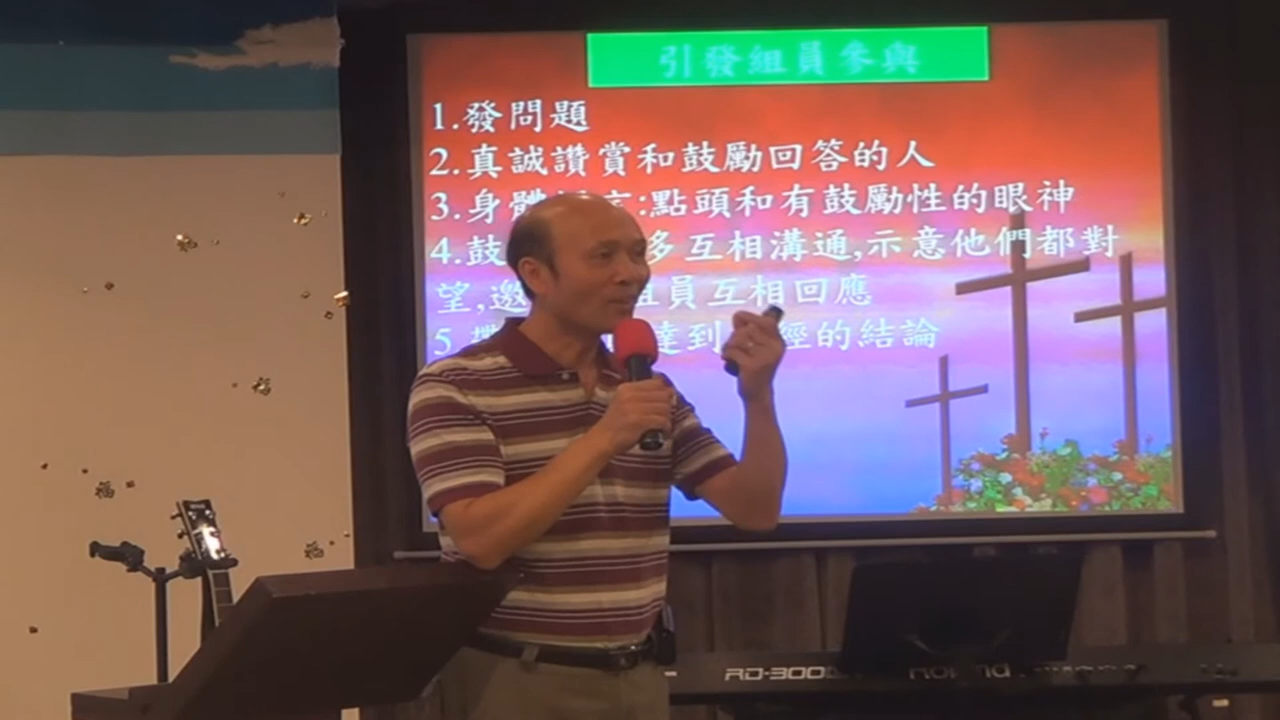 引發組員參與
1.發問題
2.真誠讚賞和鼓勵回答的人
3.身體 :點頭和有鼓勵性的眼神
4.鼓 多互相溝通,示意他們都對
望,邀 組員互相回應
5 達到 經的結論
福
福
RD-300
Roland